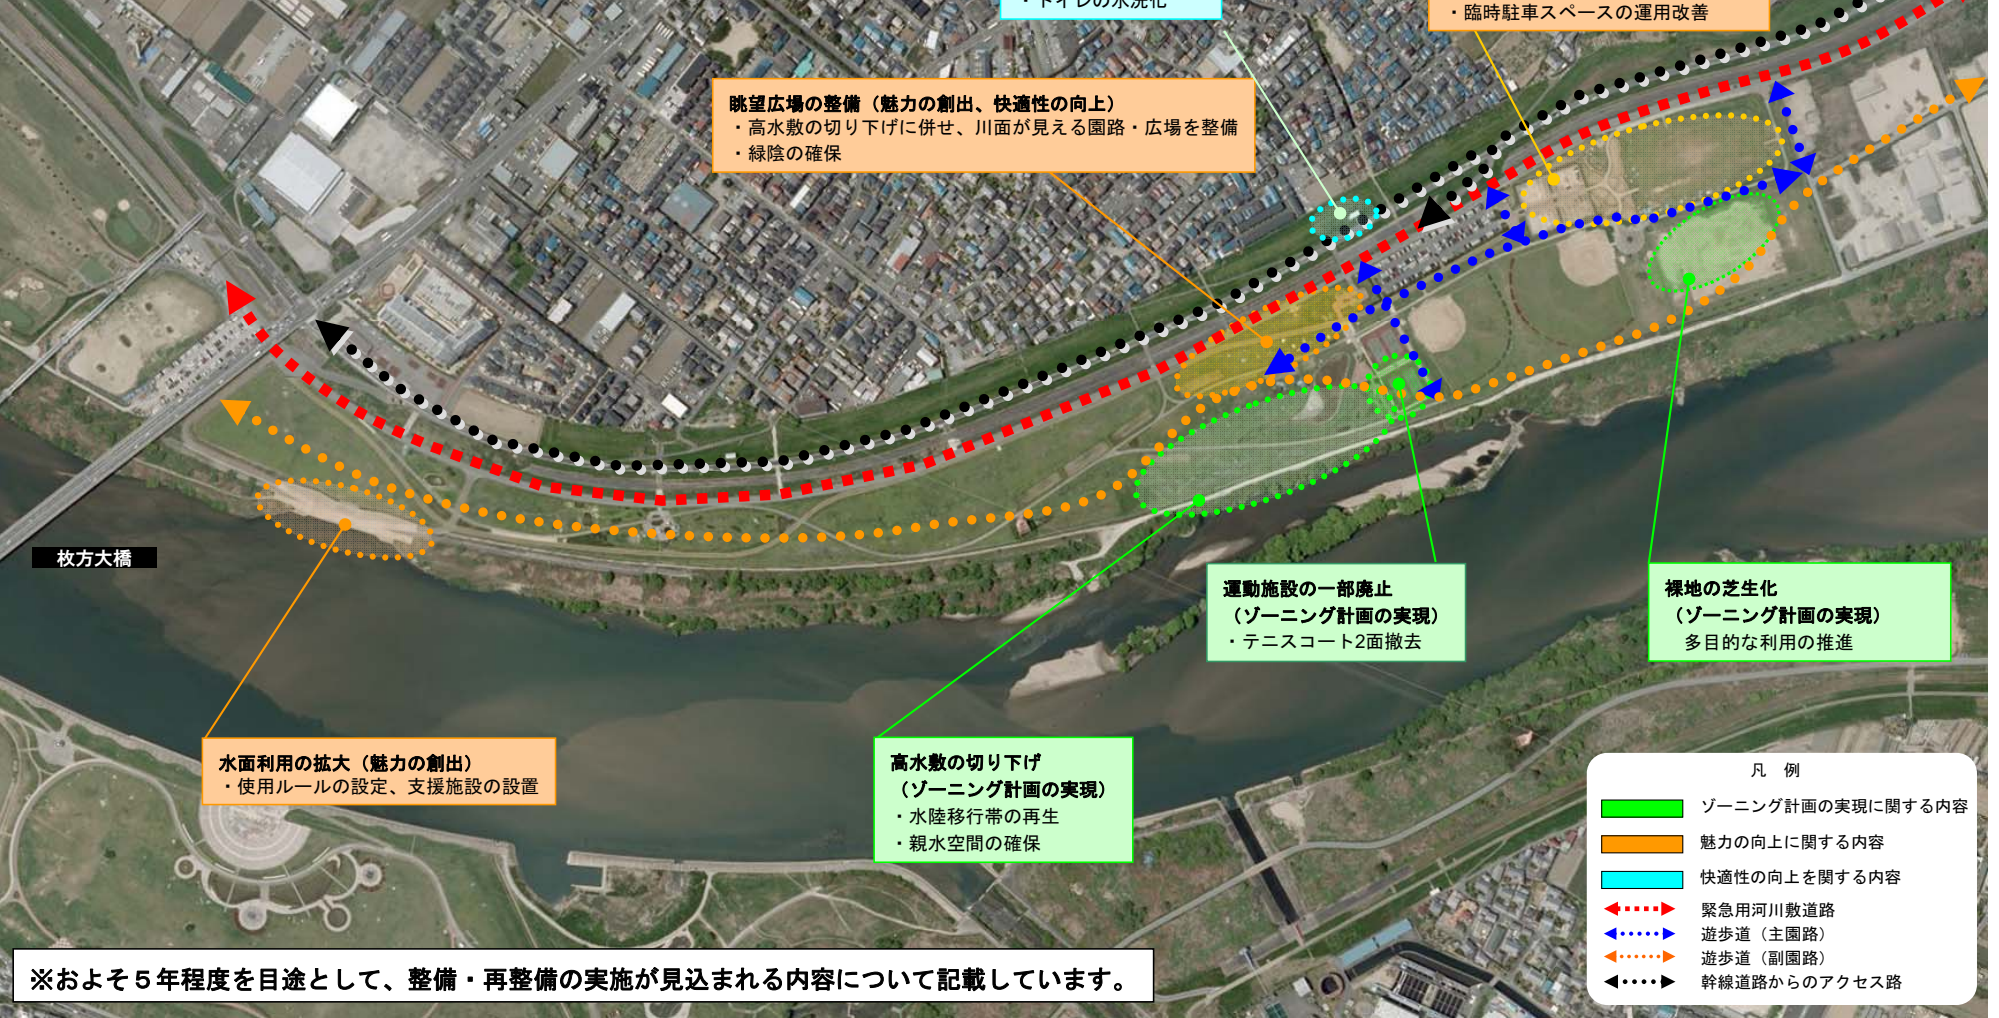 ・トイレの水洗化
・臨時駐車スペースの運用改善
眺望広場の整備（魅力の創出、快適性の向上）
・高水敷の切り下げに併せ、川面が見える園路・広場を整備
・緑陰の確保
枚方大橋
運動施設の一部廃止
（ゾーニング計画の実現）
・テニスコート2面撤去
裸地の芝生化
（ゾーニング計画の実現）
多目的な利用の推進
水面利用の拡大（魅力の創出）
・使用ルールの設定、支援施設の設置
高水敷の切り下げ
（ゾーニング計画の実現）
・水陸移行帯の再生
・親水空間の確保
凡　例
ゾーニング計画の実現に関する内容
魅力の向上に関する内容
快適性の向上を関する内容
緊急用河川敷道路
遊歩道（主園路）
遊歩道（副園路）
幹線道路からのアクセス路
※おおよそ５年程度を目途として、整備・再整備の実施が見込まれる内容について記載しています。